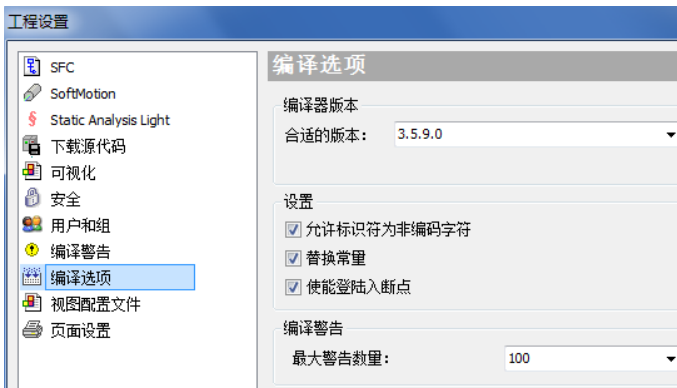 工程设置
SFC
SoftMotion
Static Analysis Light
下载源代码
可视化
安全
用户和组
编译警告
编译选项
视图配置文件
页面设置
编译选项
编译器版本
合适的版本： 3.5.9.0
设置
允许标识符为非编码字符
替换常量
使能登陆入断点
编译警告
最大警告数量： 100